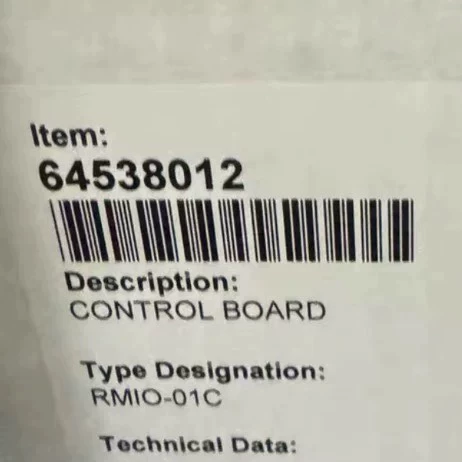 Item:
64538012
Description:
CONTROL BOARD
Type Designation:
RMIO-01C
Technical Data: